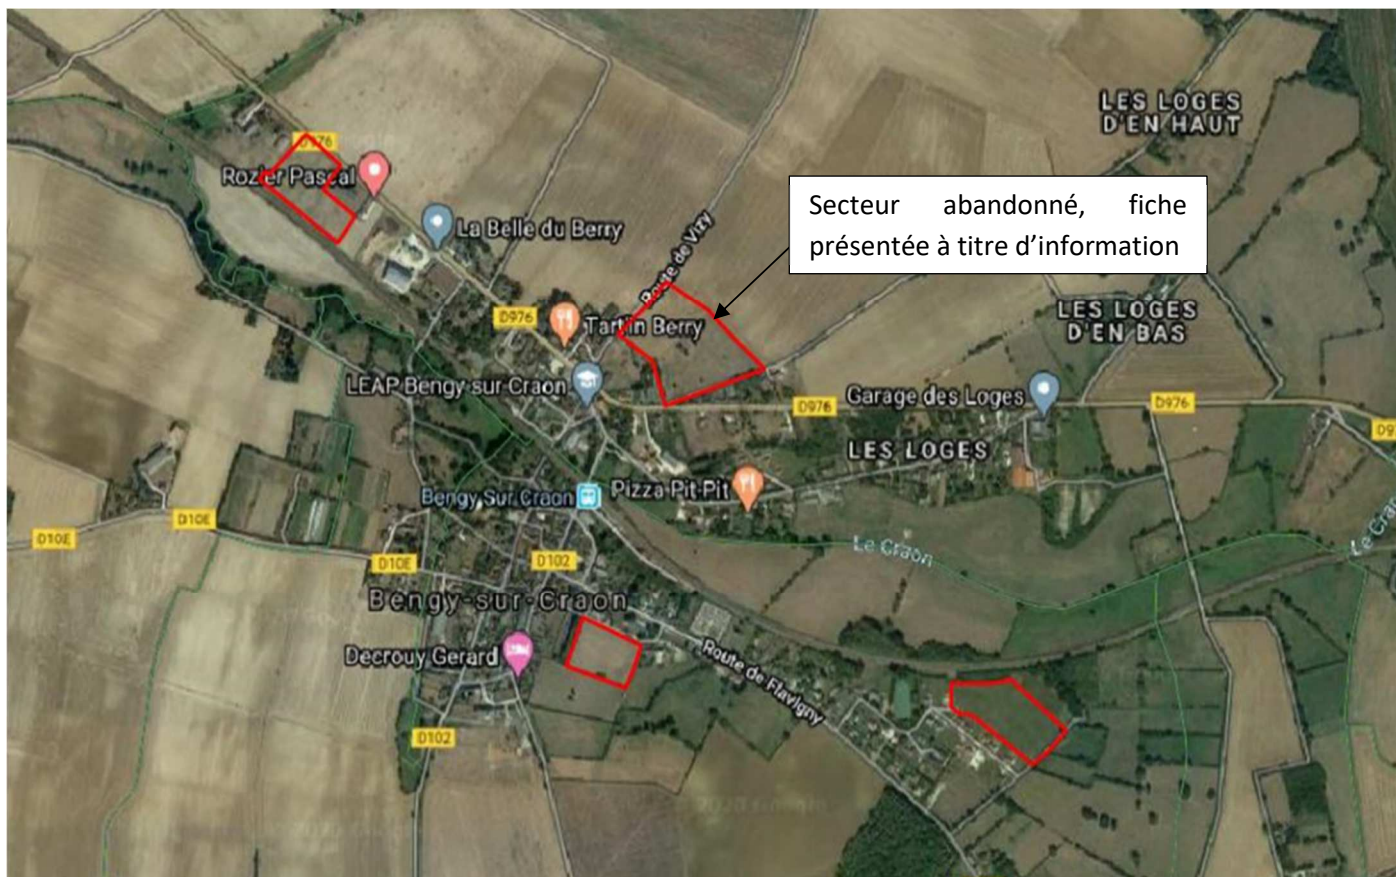 LES LOGES
D'EN HAUT
D976
Rozier Pascal
La Belle du Berry
Route de Vizy
Secteur abandonné, fiche
présentée à titre d'information
D976
Tartin Berry
LES LOGES
D'EN BAS
LEAP Bengy-sur-Craon
D976
Garage des Loges
D976
LES LOGES
Bengy Sur Craon
Pizza Pit Pit
D10E
D10E
D10E
D102
Le Craon
Bengy-sur-Craon
Decrouy Gerard
Route de Flavigny
D102